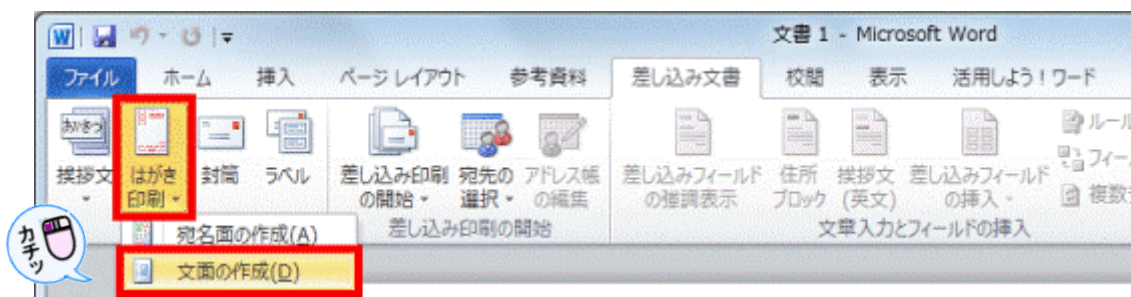 文書 1 - Microsoft Word
ファイル ホーム 挿入 ページ レイアウト 参考資料 差し込み文書 校閲 表示 活用しよう！ワード
あいさつ
挨拶文 はがき印刷 封筒 ラベル 差し込み印刷の開始 宛先の選択 アドレス帳の編集 差し込みフィールドの強調表示 住所ブロック 挨拶文(英文) 差し込みフィールドの挿入 ルール フィー 複数
差し込み印刷の開始 文章入力とフィールドの挿入
宛名面の作成(A)
文面の作成(D)
カチッ